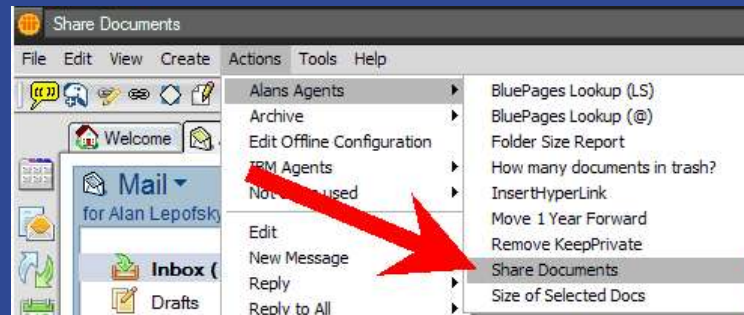 Share Documents
File Edit View Create Actions Tools Help
Welcome
Mail
for Alan Lepofsky
Inbox (
Drafts
Alans Agents
Archive
Edit Offline Configuration
IBM Agents
used
Edit
New Message
Reply
Reply to All
BluePages Lookup (LS)
BluePages Lookup (@)
Folder Size Report
How many documents in trash?
InsertHyperLink
Move 1 Year Forward
Remove KeepPrivate
Share Documents
Size of Selected Docs